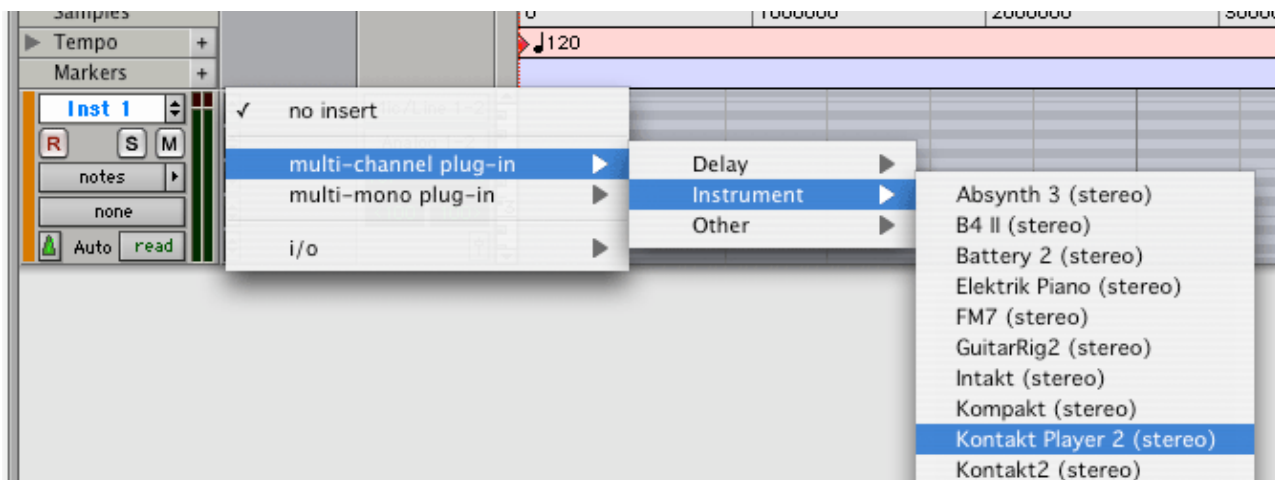 Samples
0 1000000 2000000
Tempo +
♩120
Markers +
Inst 1
R S M
notes
none
Auto read
✓ no insert
multi-channel plug-in
multi-mono plug-in
i/o
Delay
Instrument
Other
Absynth 3 (stereo)
B4 II (stereo)
Battery 2 (stereo)
Elektrik Piano (stereo)
FM7 (stereo)
GuitarRig2 (stereo)
Intakt (stereo)
Kompakt (stereo)
Kontakt Player 2 (stereo)
Kontakt2 (stereo)